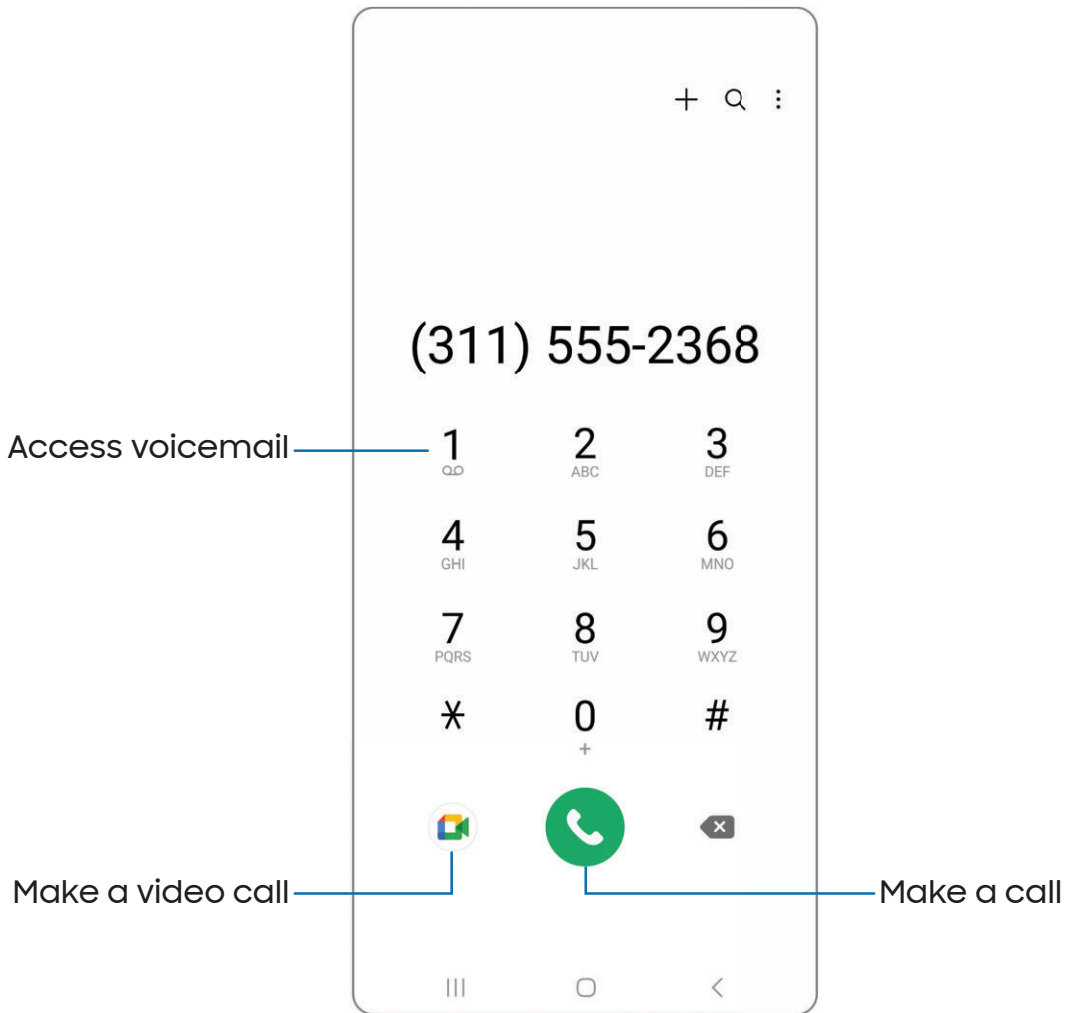 (311) 555-2368
Access voicemail
1 2 3
ABC DEF
4 5 6
GHI JKL MNO
7 8 9
PQRS TUV WXYZ
* 0 #
+
Make a video call
Make a call